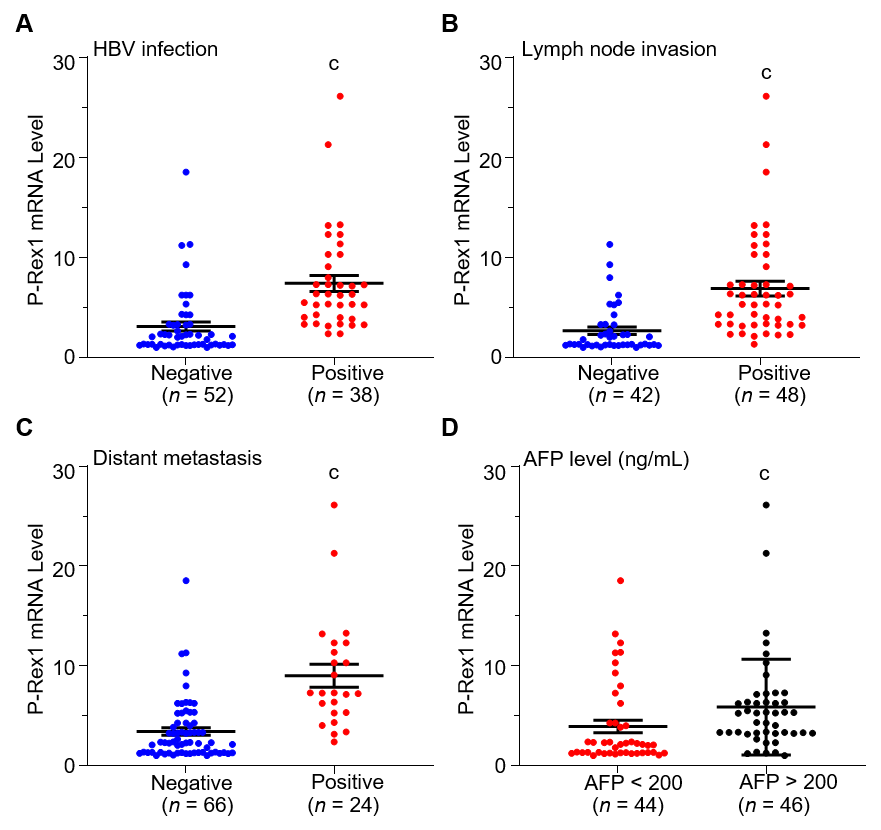 A
HBV infection
c
P-Rex1 mRNA Level
30
20
10
0
Negative
Positive
(n = 52)
(n = 38)
B
Lymph node invasion
c
P-Rex1 mRNA Level
30
20
10
0
Negative
Positive
(n = 42)
(n = 48)
C
Distant metastasis
c
P-Rex1 mRNA Level
30
20
10
0
Negative
Positive
(n = 66)
(n = 24)
D
AFP level (ng/mL)
c
P-Rex1 mRNA Level
30
20
10
0
AFP < 200
AFP > 200
(n = 44)
(n = 46)